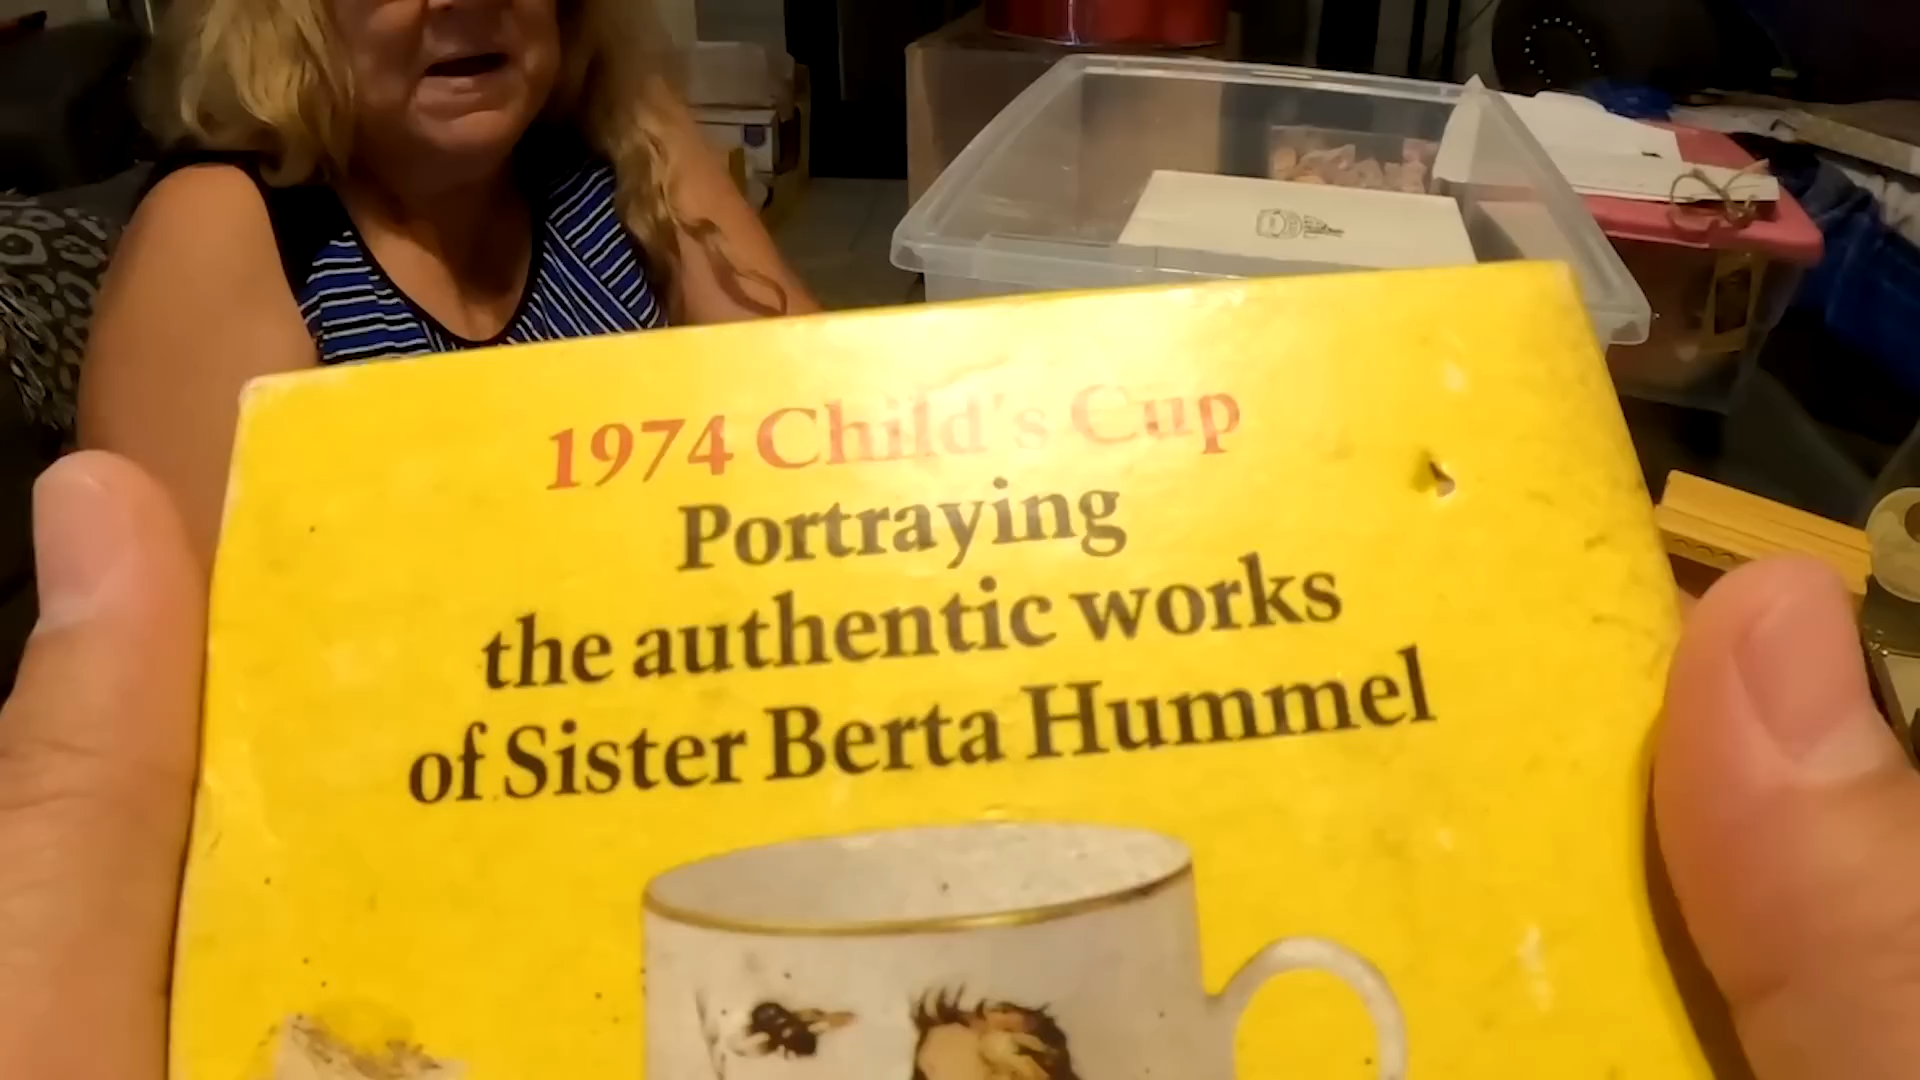 1974 Child's Cup
Portraying
the authentic works
of Sister Berta Hummel